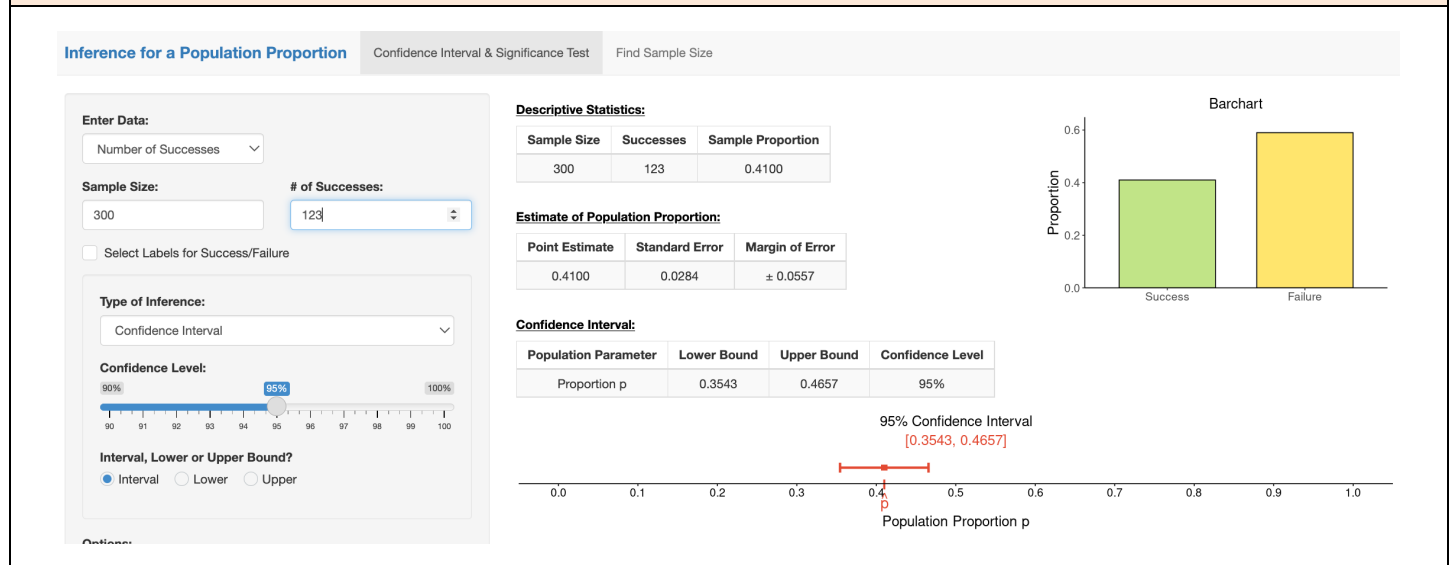 Inference for a Population Proportion Confidence Interval & Significance Test Find Sample Size
Enter Data:
Number of Successes
Sample Size: # of Successes:
300 123
Select Labels for Success/Failure
Type of Inference:
Confidence Interval
Confidence Level:
90% 95% 100%
90 91 92 93 94 95 96 97 98 99 100
Interval, Lower or Upper Bound?
Interval Lower Upper
Options:
Descriptive Statistics:
Sample Size Successes Sample Proportion
300 123 0.4100
Estimate of Population Proportion:
Point Estimate Standard Error Margin of Error
0.4100 0.0284 ± 0.0557
Confidence Interval:
Population Parameter Lower Bound Upper Bound Confidence Level
Proportion p 0.3543 0.4657 95%
95% Confidence Interval
[0.3543, 0.4657]
0.0 0.1 0.2 0.3 0.4 0.5 0.6 0.7 0.8 0.9 1.0
p̂
Population Proportion p
Barchart
Proportion
0.6
0.4
0.2
0.0
Success Failure